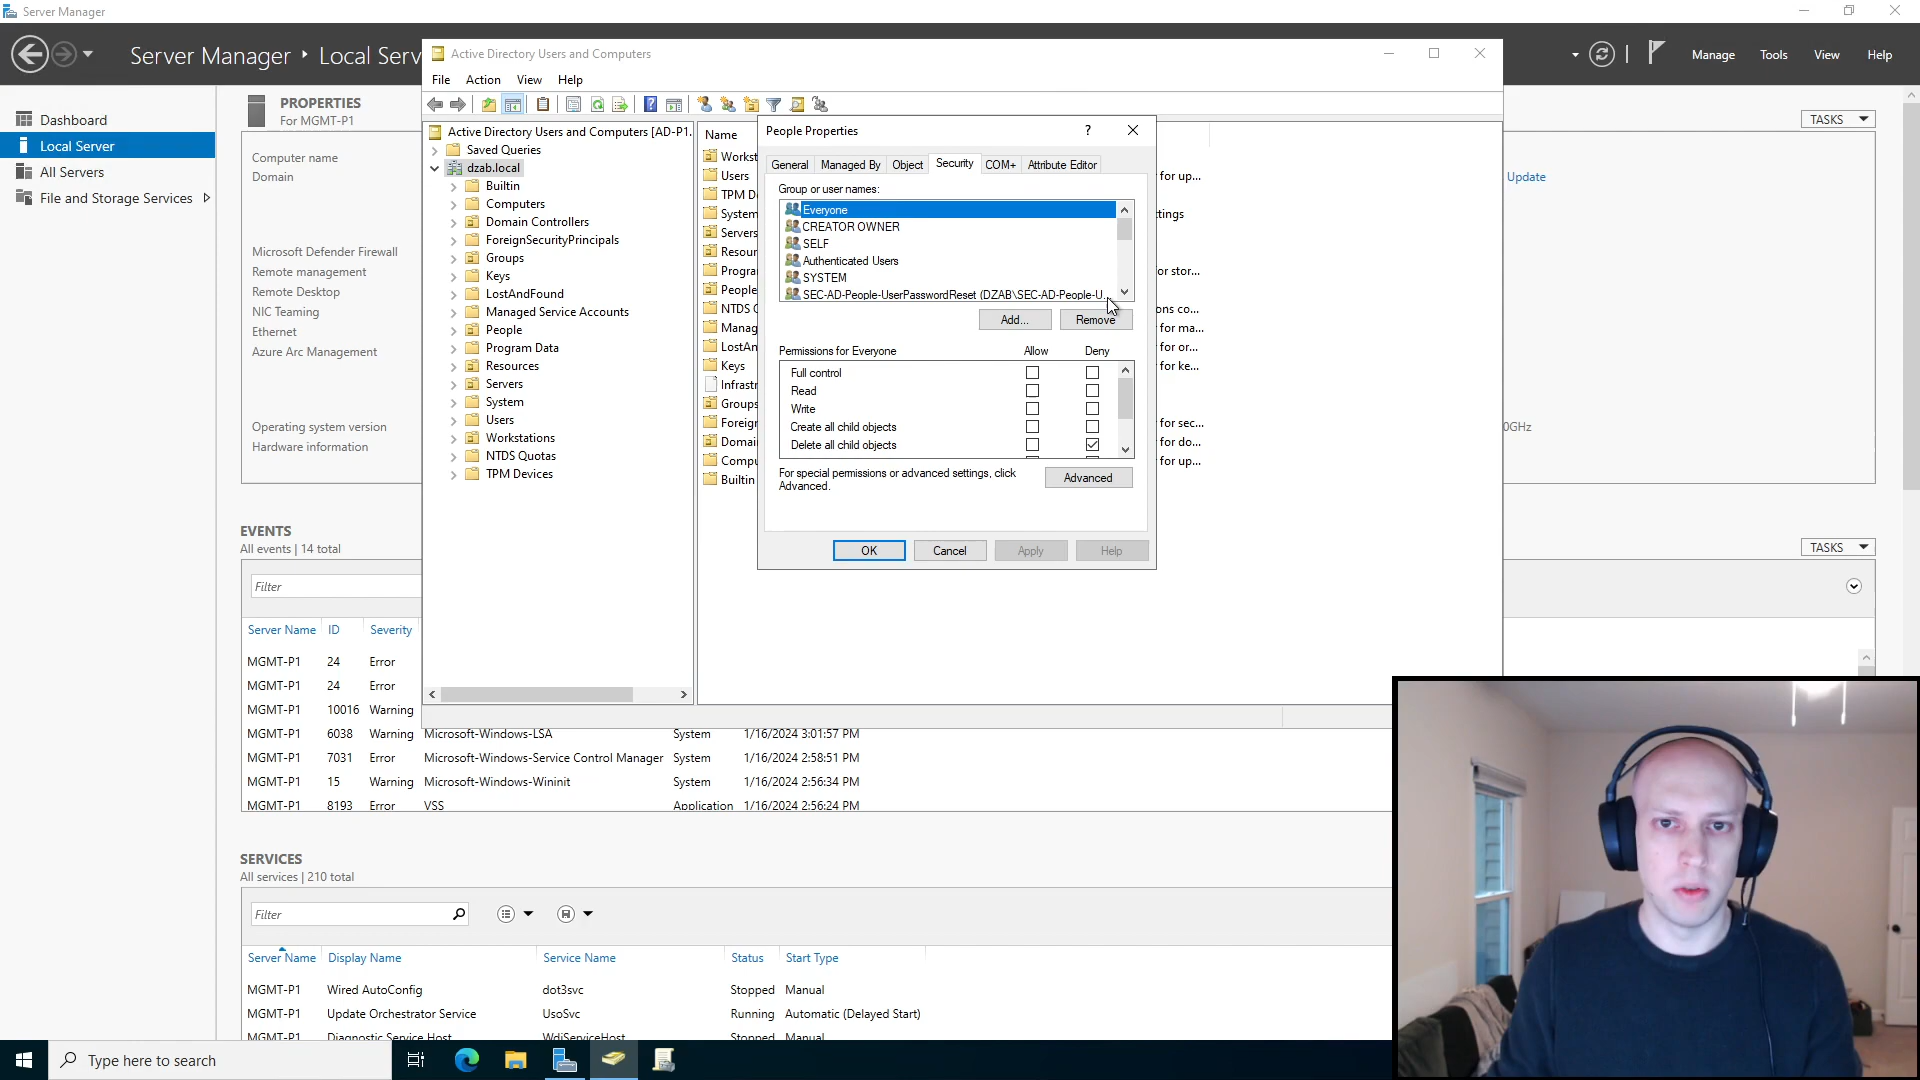 Server Manager
Server Manager ‣ Local Serv
Manage
Tools
View
Help
Dashboard
Local Server
All Servers
File and Storage Services
PROPERTIES
For MGMT-P1
TASKS
Computer name
Domain
Microsoft Defender Firewall
Remote management
Remote Desktop
NIC Teaming
Ethernet
Azure Arc Management
Operating system version
Hardware information
Update
0GHz
Active Directory Users and Computers
File
Action
View
Help
Active Directory Users and Computers [AD-P1.
Saved Queries
dzab.local
Builtin
Computers
Domain Controllers
ForeignSecurityPrincipals
Groups
Keys
LostAndFound
Managed Service Accounts
People
Program Data
Resources
Servers
System
Users
Workstations
NTDS Quotas
TPM Devices
Name
Workst
Users
TPM D
System
Servers
Resour
Progra
People
NTDS
Manag
LostAn
Keys
Infrastr
Groups
Foreig
Domai
Compu
Builtin
for up...
tings
or stor...
ons co...
for ma...
for or...
for ke...
for sec...
for do...
for up...
People Properties
?
General
Managed By
Object
Security
COM+
Attribute Editor
Group or user names:
Everyone
CREATOR OWNER
SELF
Authenticated Users
SYSTEM
SEC-AD-People-UserPasswordReset (DZAB\SEC-AD-People-U...
Add...
Remove
Permissions for Everyone
Allow
Deny
Full control
Read
Write
Create all child objects
Delete all child objects
For special permissions or advanced settings, click
Advanced.
Advanced
OK
Cancel
Apply
Help
EVENTS
All events | 14 total
TASKS
Filter
Server Name ID Severity
MGMT-P1 24 Error
MGMT-P1 24 Error
MGMT-P1 10016 Warning
MGMT-P1 6038 Warning Microsoft-Windows-LSA System 1/16/2024 3:01:57 PM
MGMT-P1 7031 Error Microsoft-Windows-Service Control Manager System 1/16/2024 2:58:51 PM
MGMT-P1 15 Warning Microsoft-Windows-Wininit System 1/16/2024 2:56:34 PM
MGMT-P1 8193 Error VSS Application 1/16/2024 2:56:24 PM
SERVICES
All services | 210 total
Filter
Server Name Display Name Service Name Status Start Type
MGMT-P1 Wired AutoConfig dot3svc Stopped Manual
MGMT-P1 Update Orchestrator Service UsoSvc Running Automatic (Delayed Start)
MGMT-P1 Diagnostic Service Host WdiServiceHost Stopped Manual
Type here to search